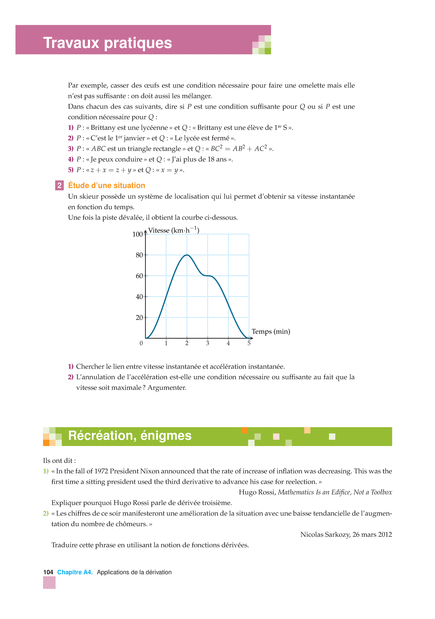 Travaux pratiques
Par exemple, casser des œufs est une condition nécessaire pour faire une omelette mais elle
n'est pas suffisante : on doit aussi les mélanger.
Dans chacun des cas suivants, dire si P est une condition suffisante pour Q ou si P est une
condition nécessaire pour Q :
1) P : « Brittany est une lycéenne » et Q : « Brittany est une élève de 1re S ».
2) P : « C'est le 1er janvier » et Q : « Le lycée est fermé ».
3) P : « ABC est un triangle rectangle » et Q : « BC² = AB² + AC² ».
4) P : « Je peux conduire » et Q : « J'ai plus de 18 ans ».
5) P : « z + x = z + y » et Q : « x = y ».
2 Étude d'une situation
Un skieur possède un système de localisation qui lui permet d'obtenir sa vitesse instantanée
en fonction du temps.
Une fois la piste dévalée, il obtient la courbe ci-dessous.
Vitesse (km·h⁻¹)
100
80
60
40
20
0 1 2 3 4 5
Temps (min)
1) Chercher le lien entre vitesse instantanée et accélération instantanée.
2) L'annulation de l'accélération est-elle une condition nécessaire ou suffisante au fait que la
vitesse soit maximale ? Argumenter.
Récréation, énigmes
Ils ont dit :
1) « In the fall of 1972 President Nixon announced that the rate of increase of inflation was decreasing. This was the
first time a sitting president used the third derivative to advance his case for reelection. »
Hugo Rossi, Mathematics Is an Edifice, Not a Toolbox
Expliquer pourquoi Hugo Rossi parle de dérivée troisième.
2) « Les chiffres de ce soir manifesteront une amélioration de la situation avec une baisse tendancielle de l'augmen-
tation du nombre de chômeurs. »
Nicolas Sarkozy, 26 mars 2012
Traduire cette phrase en utilisant la notion de fonctions dérivées.
104 Chapitre A4. Applications de la dérivation